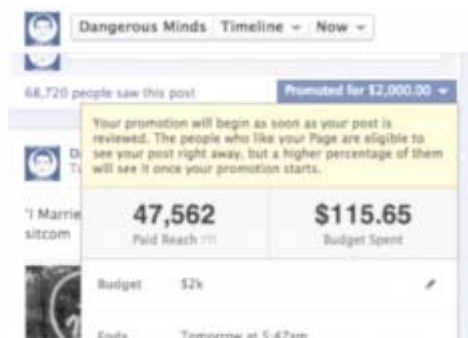 Dangerous Minds Timeline Now
68,720 people saw this post
Promoted for $2,000.00
Your promotion will begin as soon as your post is
reviewed. The people who like your Page are eligible to
see your post right away, but a higher percentage of them
will see it once your promotion starts.
D
Tu
'I Marrie
sitcom
47,562
Paid Reach [?]
$115.65
Budget Spent
Budget $2k
Ends Tomorrow at 5:47am